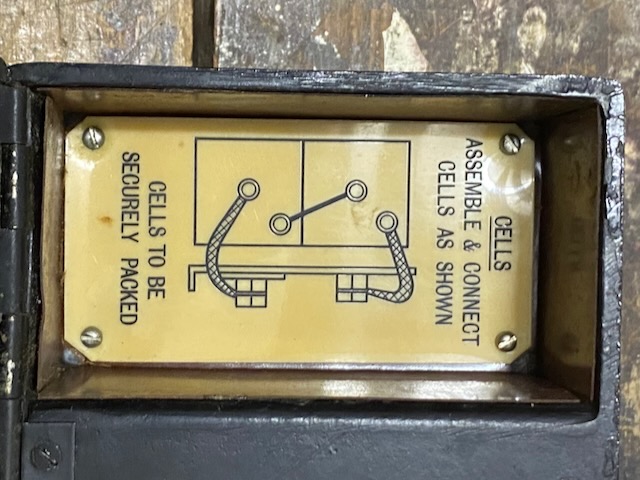 CELLS
ASSEMBLE & CONNECT
CELLS AS SHOWN
CELLS TO BE
SECURELY PACKED